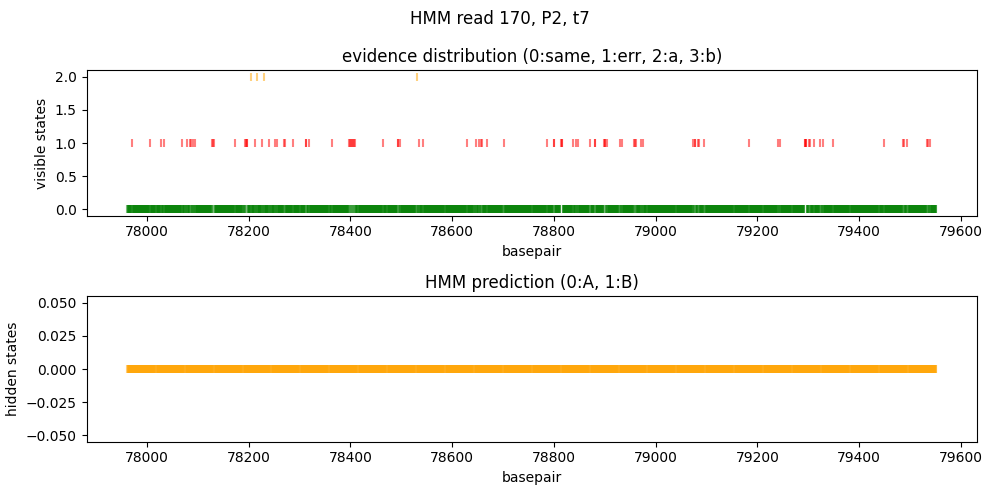 HMM read 170, P2, t7
evidence distribution (0:same, 1:err, 2:a, 3:b)
visible states
2.0
1.5
1.0
0.5
0.0
78000 78200 78400 78600 78800 79000 79200 79400 79600
basepair
HMM prediction (0:A, 1:B)
hidden states
0.050
0.025
0.000
−0.025
−0.050
78000 78200 78400 78600 78800 79000 79200 79400 79600
basepair